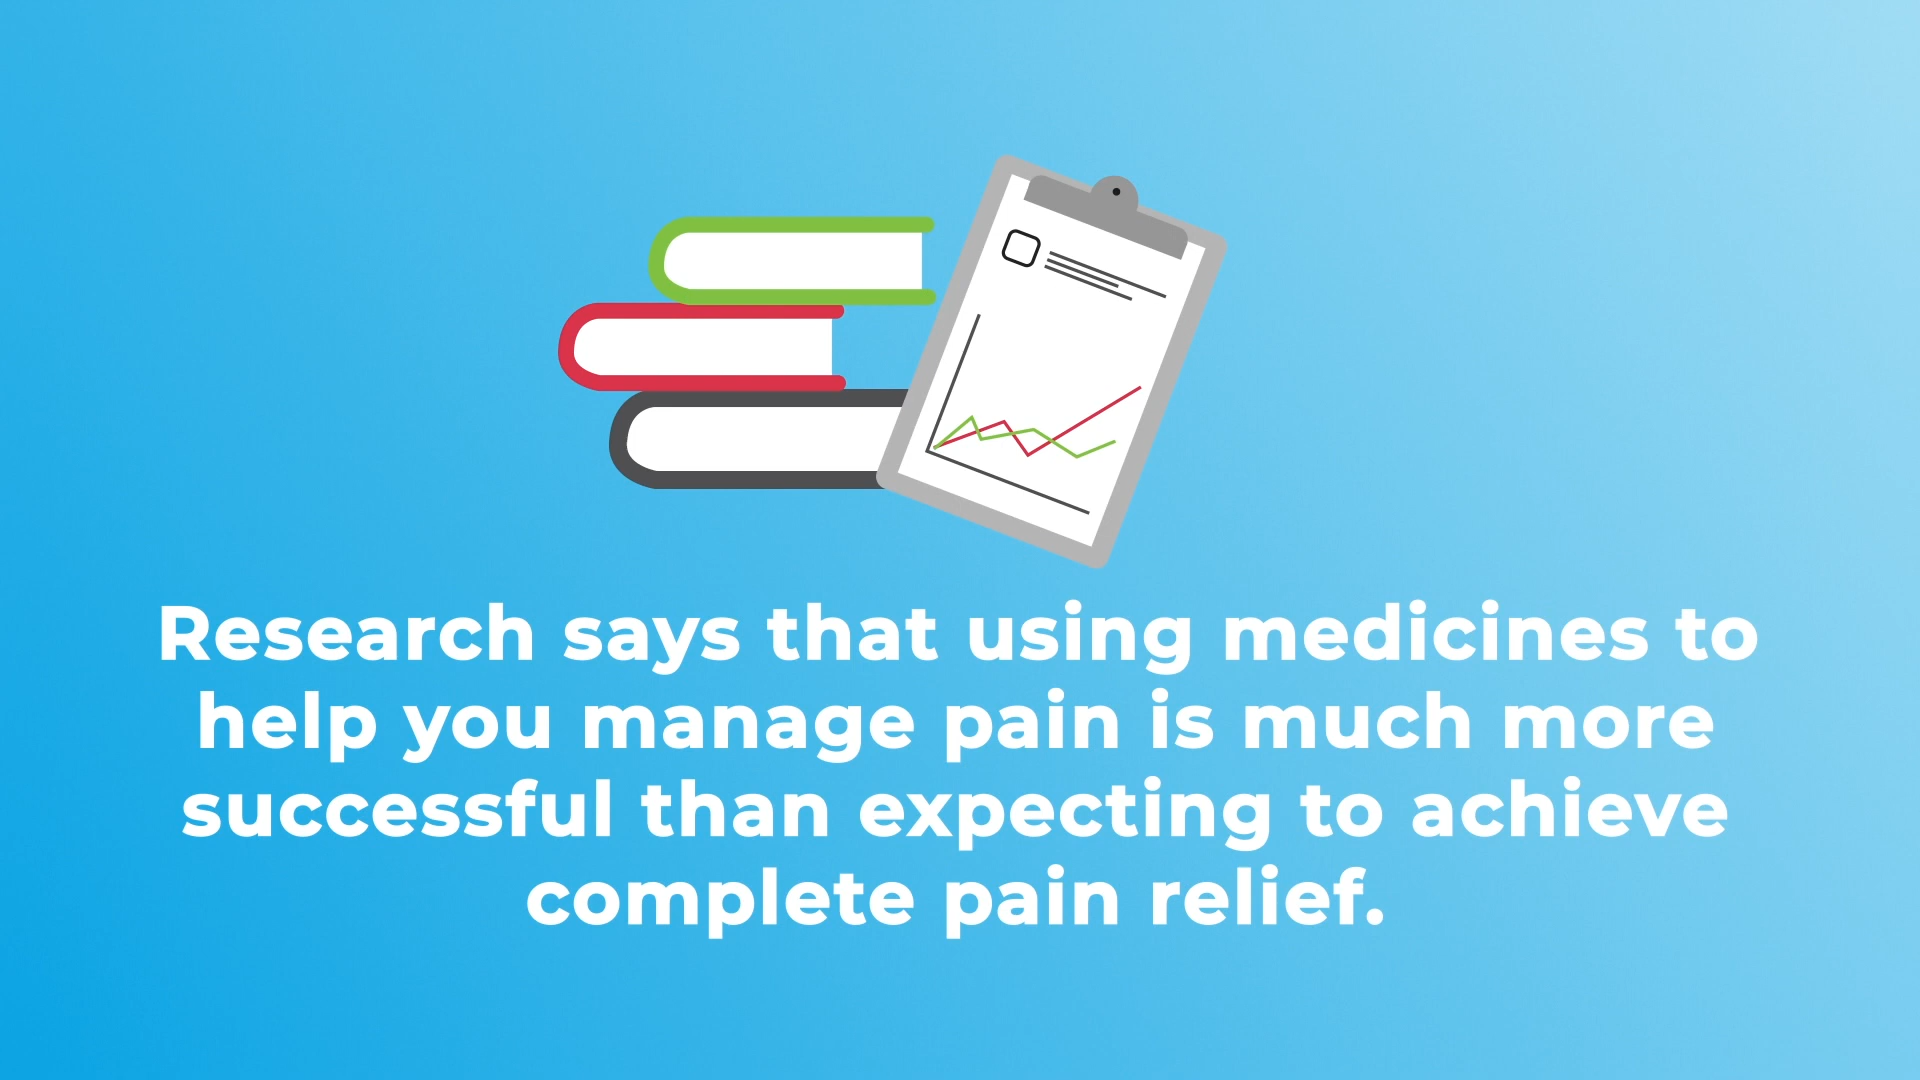 Research says that using medicines to
help you manage pain is much more
successful than expecting to achieve
complete pain relief.